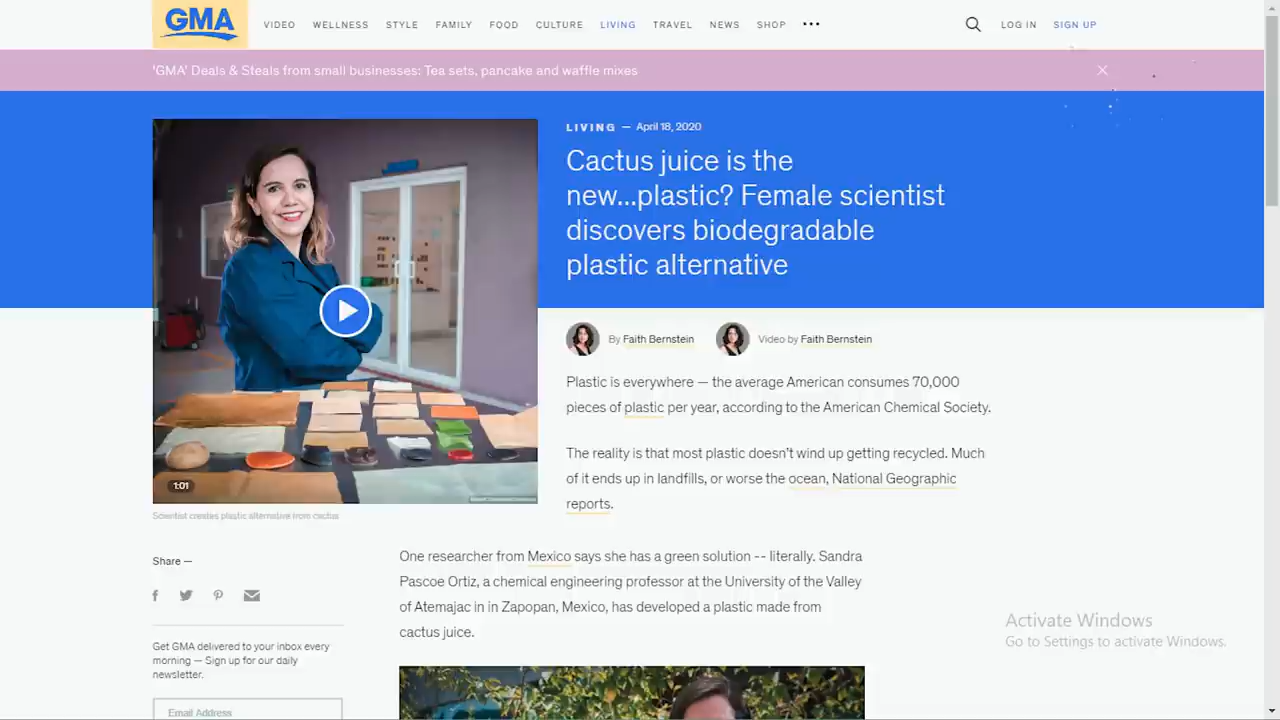 GMA
VIDEO WELLNESS STYLE FAMILY FOOD CULTURE LIVING TRAVEL NEWS SHOP ••• LOG IN SIGN UP
'GMA' Deals & Steals from small businesses: Tea sets, pancake and waffle mixes
LIVING — April 18, 2020
Cactus juice is the
new...plastic? Female scientist
discovers biodegradable
plastic alternative
By Faith Bernstein Video by Faith Bernstein
Plastic is everywhere — the average American consumes 70,000
pieces of plastic per year, according to the American Chemical Society.
The reality is that most plastic doesn't wind up getting recycled. Much
of it ends up in landfills, or worse the ocean, National Geographic
reports.
1:01
Scientist creates plastic alternative from cactus
Share —
Get GMA delivered to your inbox every
morning — Sign up for our daily
newsletter.
Email Address
One researcher from Mexico says she has a green solution -- literally. Sandra
Pascoe Ortiz, a chemical engineering professor at the University of the Valley
of Atemajac in in Zapopan, Mexico, has developed a plastic made from
cactus juice.
Activate Windows
Go to Settings to activate Windows.